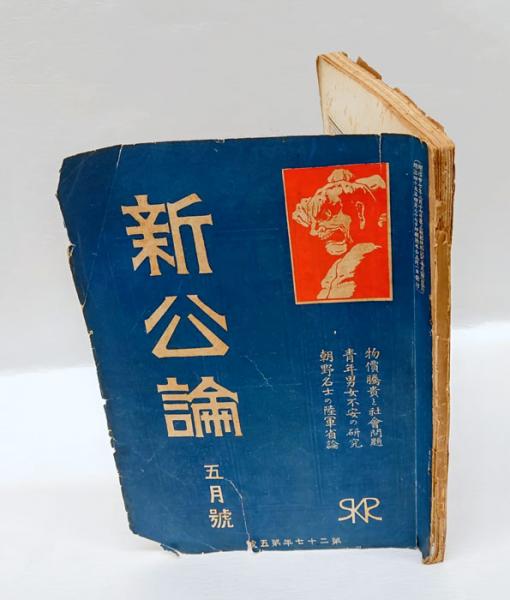 新公論
五月號
物價騰貴と社會問題
青年男女不安の研究
朝野名士の陸軍省論
SKR
第二十七年第五號